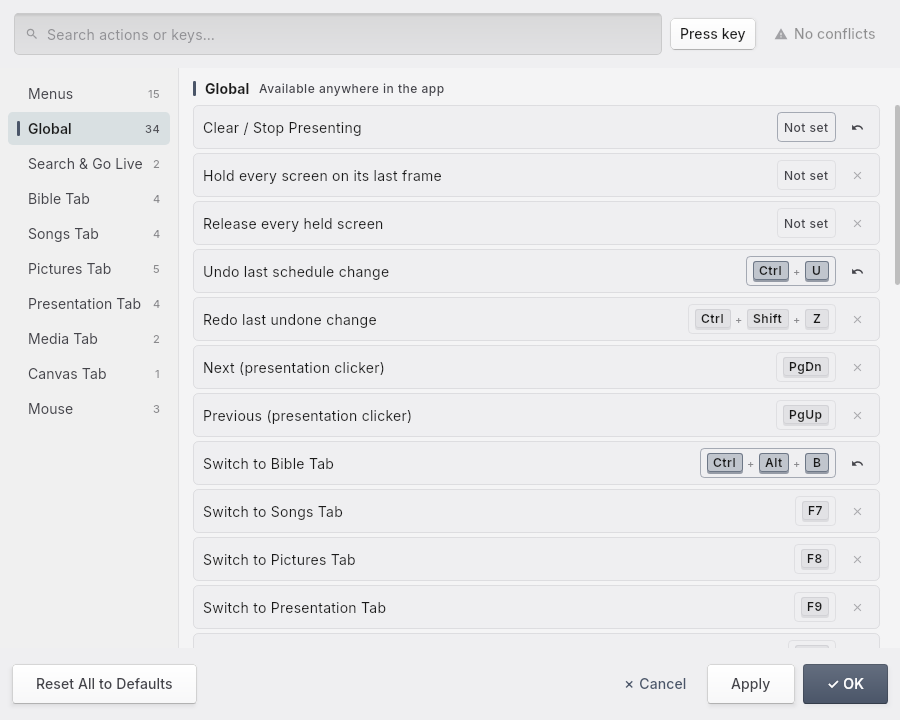 Search actions or keys...
Press key
No conflicts
Menus 15
Global 34
Search & Go Live 2
Bible Tab 4
Songs Tab 4
Pictures Tab 5
Presentation Tab 4
Media Tab 2
Canvas Tab 1
Mouse 3
Global Available anywhere in the app
Clear / Stop Presenting Not set
Hold every screen on its last frame Not set
Release every held screen Not set
Undo last schedule change Ctrl + U
Redo last undone change Ctrl + Shift + Z
Next (presentation clicker) PgDn
Previous (presentation clicker) PgUp
Switch to Bible Tab Ctrl + Alt + B
Switch to Songs Tab F7
Switch to Pictures Tab F8
Switch to Presentation Tab F9
Reset All to Defaults
Cancel
Apply
OK